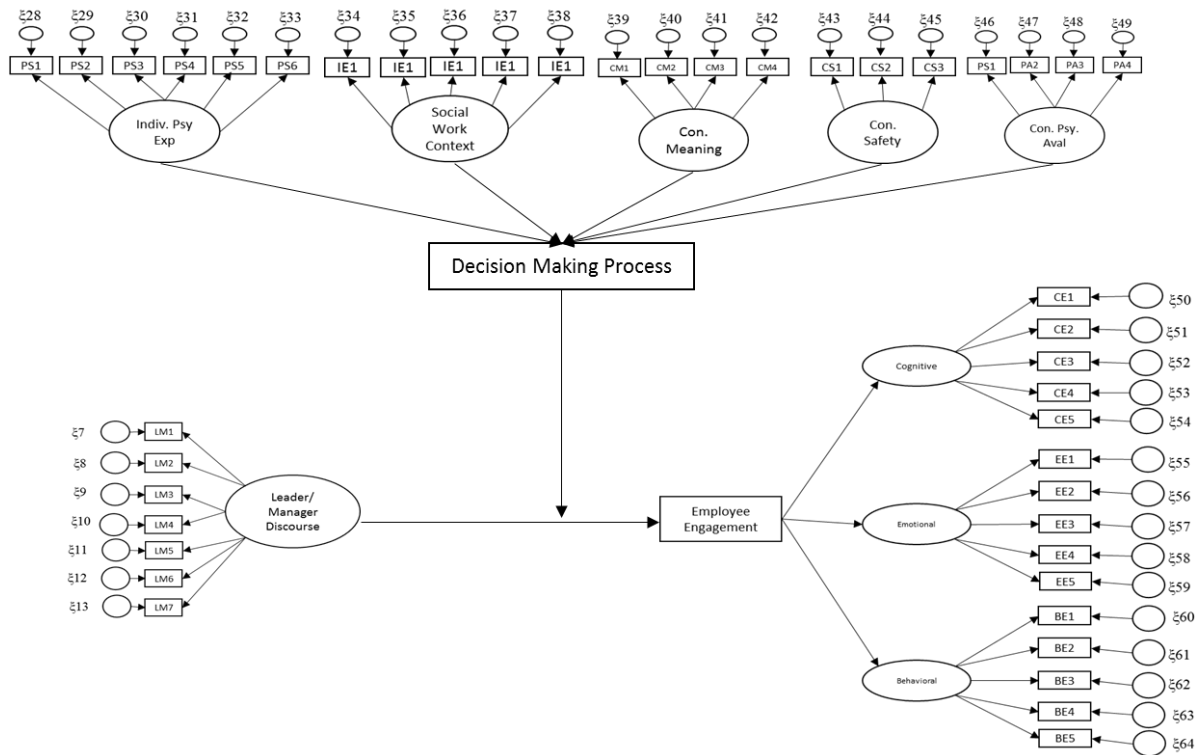 ξ28 ξ29 ξ30 ξ31 ξ32 ξ33 ξ34 ξ35 ξ36 ξ37 ξ38 ξ39 ξ40 ξ41 ξ42 ξ43 ξ44 ξ45 ξ46 ξ47 ξ48 ξ49
PS1 PS2 PS3 PS4 PS5 PS6 IE1 IE1 IE1 IE1 IE1 CM1 CM2 CM3 CM4 CS1 CS2 CS3 PS1 PA2 PA3 PA4
Indiv. Psy
Exp
Social
Work
Context
Con.
Meaning
Con.
Safety
Con. Psy.
Aval
Decision Making Process
ξ7 LM1
ξ8 LM2
ξ9 LM3
ξ10 LM4
ξ11 LM5
ξ12 LM6
ξ13 LM7
Leader/
Manager
Discourse
Employee
Engagement
Cognitive
CE1 ξ50
CE2 ξ51
CE3 ξ52
CE4 ξ53
CE5 ξ54
Emotional
EE1 ξ55
EE2 ξ56
EE3 ξ57
EE4 ξ58
EE5 ξ59
Behavioral
BE1 ξ60
BE2 ξ61
BE3 ξ62
BE4 ξ63
BE5 ξ64